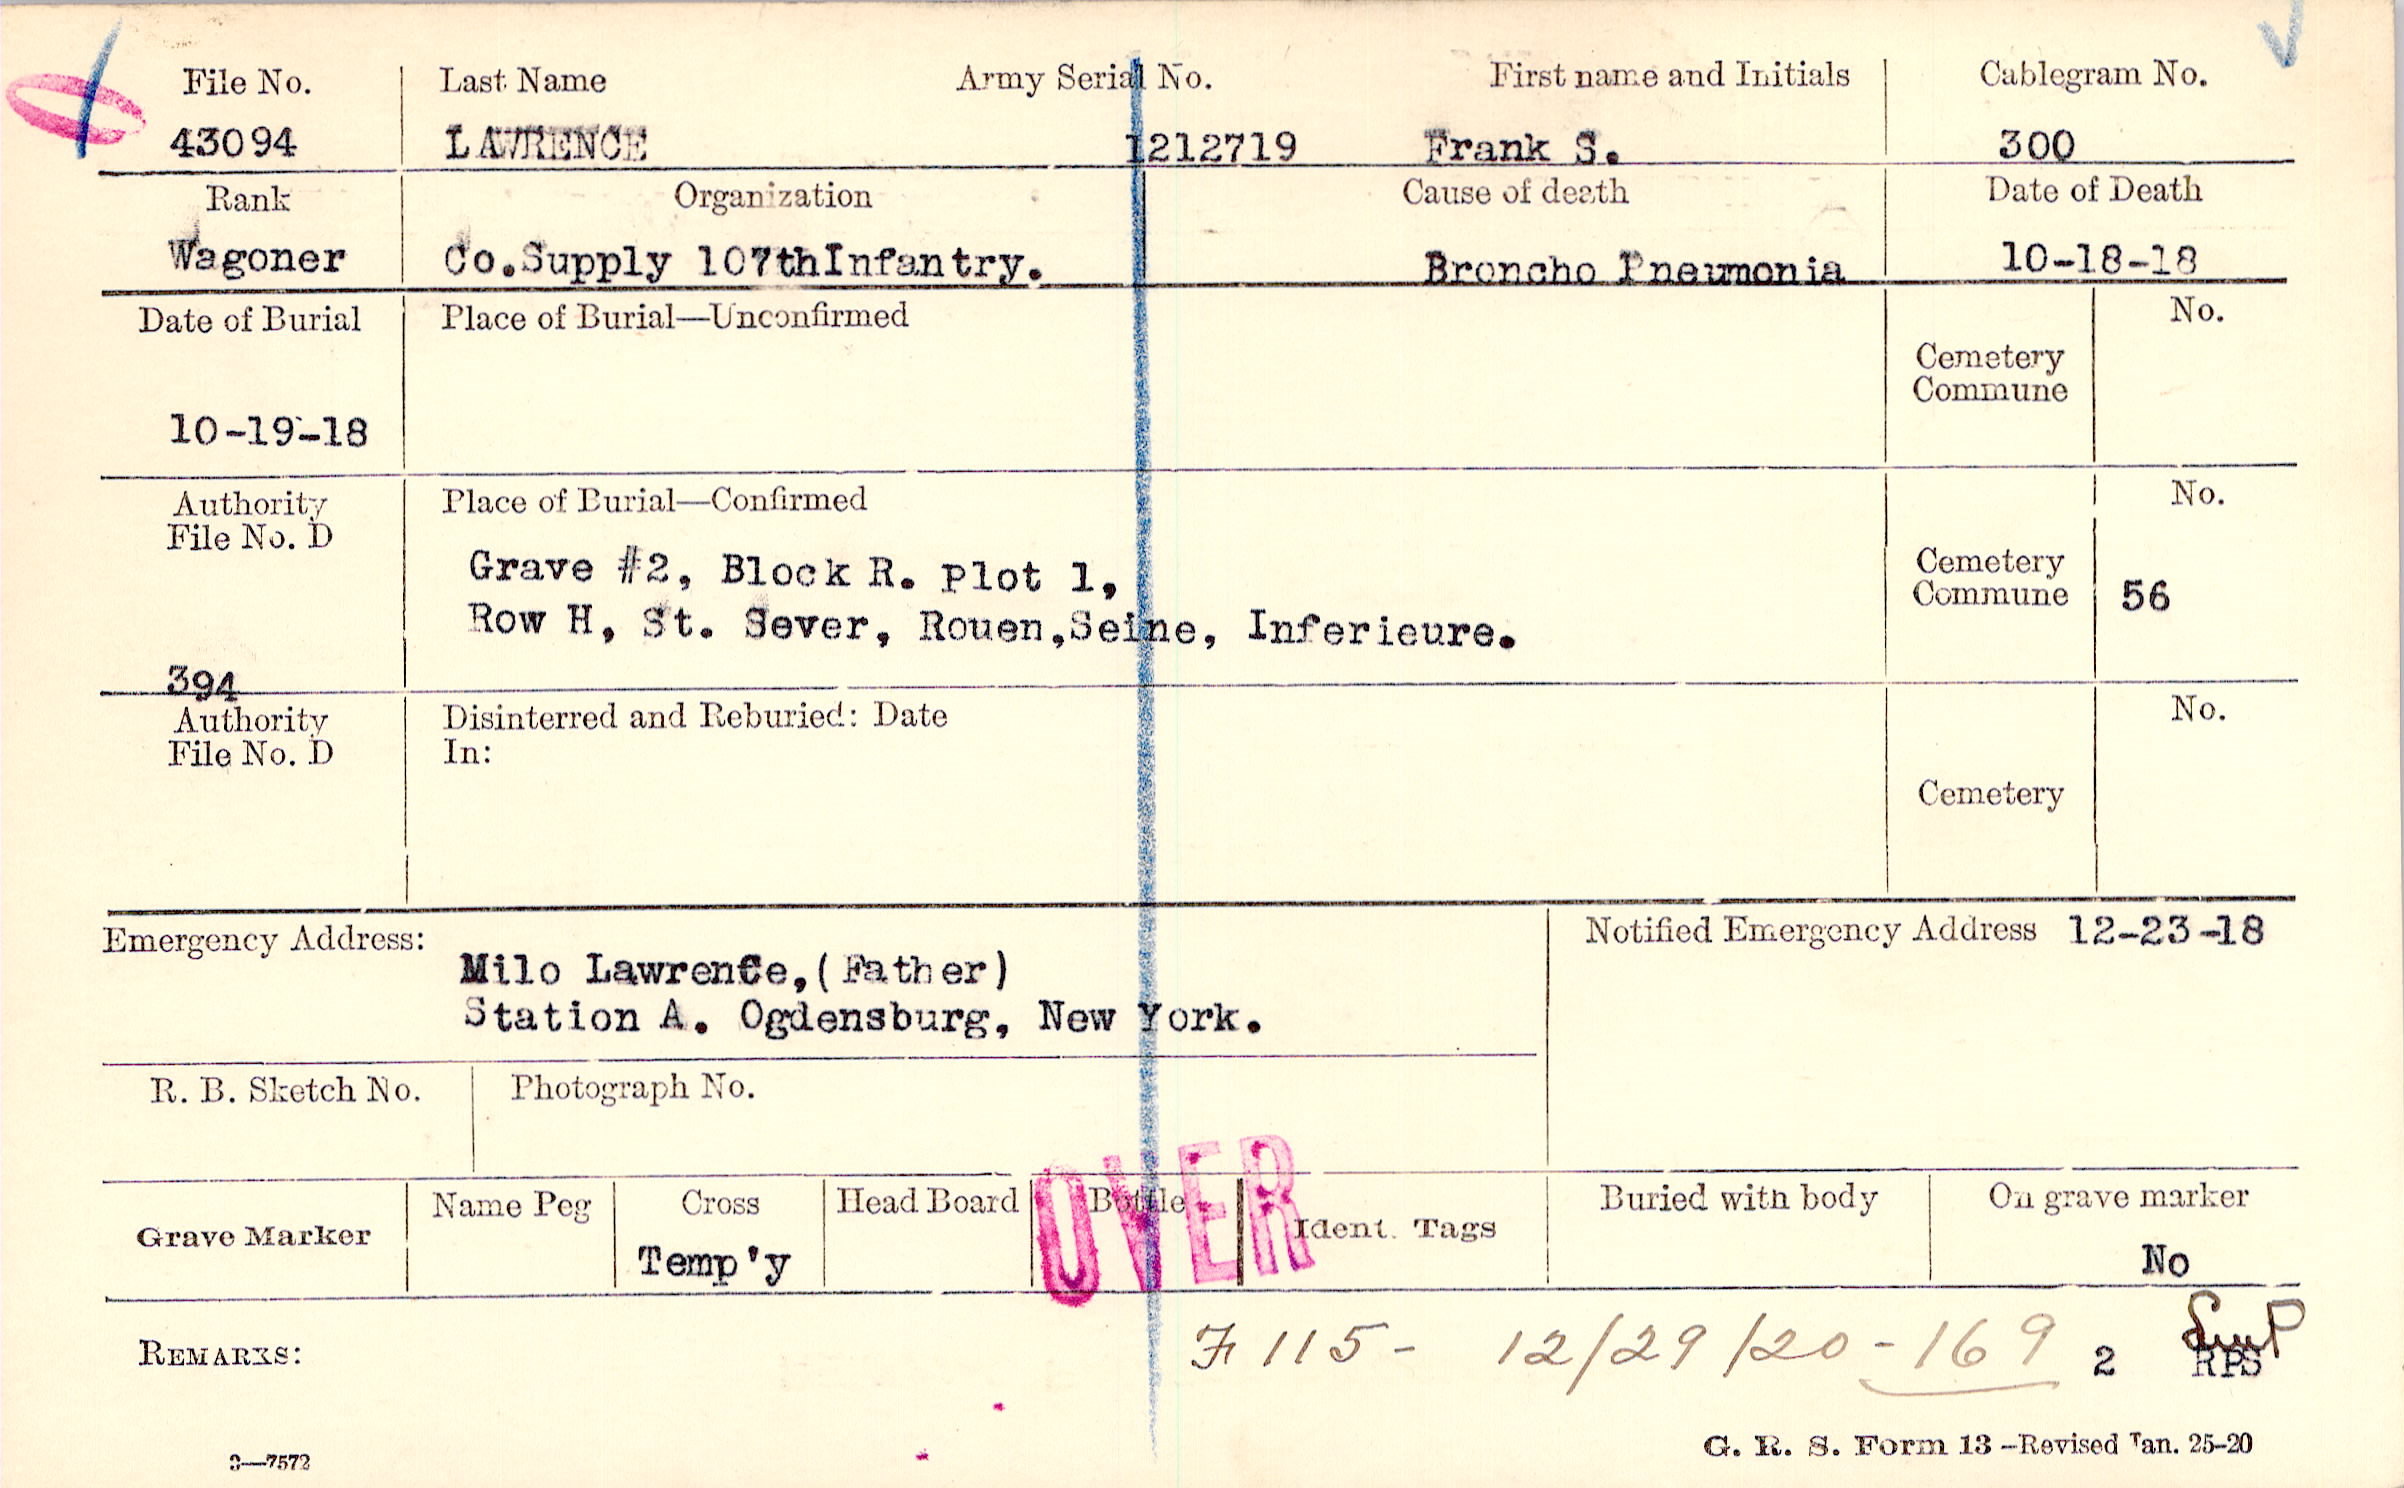 File No. Last Name Army Serial No. First name and Initials Cablegram No.
43094 LAWRENCE 1212719 Frank S. 300
Rank Organization Cause of death Date of Death
Wagoner Co.Supply 107thInfantry. Broncho Pneumonia 10-18-18
Date of Burial Place of Burial—Unconfirmed No.
Cemetery
Commune
10-19-18
Authority Place of Burial—Confirmed No.
File No. D
Grave #2, Block R. Plot 1, Cemetery
Commune 56
Row H, St. Sever, Rouen,Seine, Inferieure.
394
Authority Disinterred and Reburied: Date No.
File No. D In:
Cemetery
Emergency Address: Notified Emergency Address 12-23-18
Milo Lawrence,(Father)
Station A. Ogdensburg, New York.
R. B. Sketch No. Photograph No.
OVER
Grave Marker Name Peg Cross Head Board Bottle Ident. Tags Buried with body On grave marker
Temp'y No
REMARKS: F 115- 12/29/20-169 2 RPS
3—7572 G. R. S. Form 13—Revised Jan. 25-20